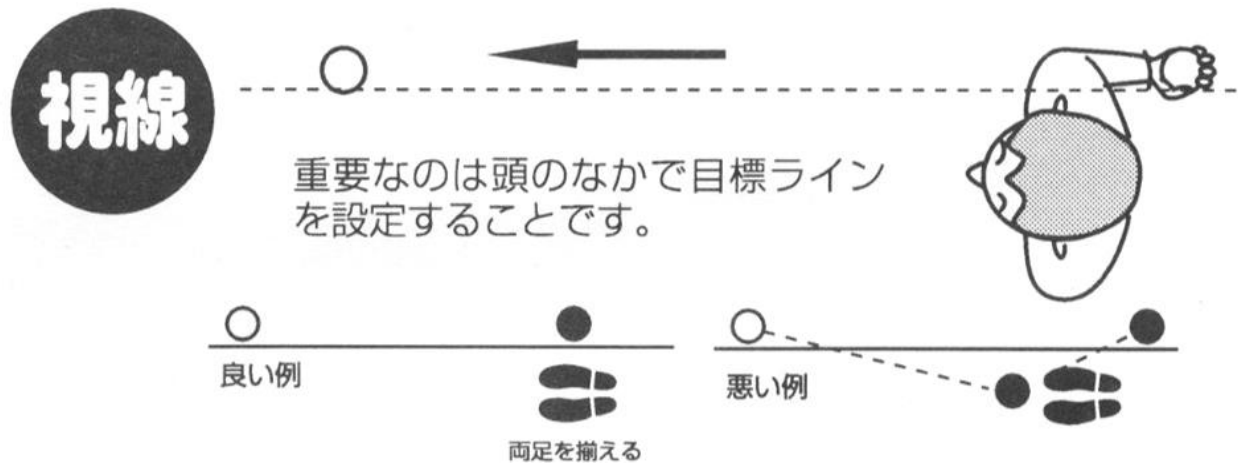 視線
重要なのは頭のなかで目標ライン
を設定することです。
良い例
両足を揃える
悪い例